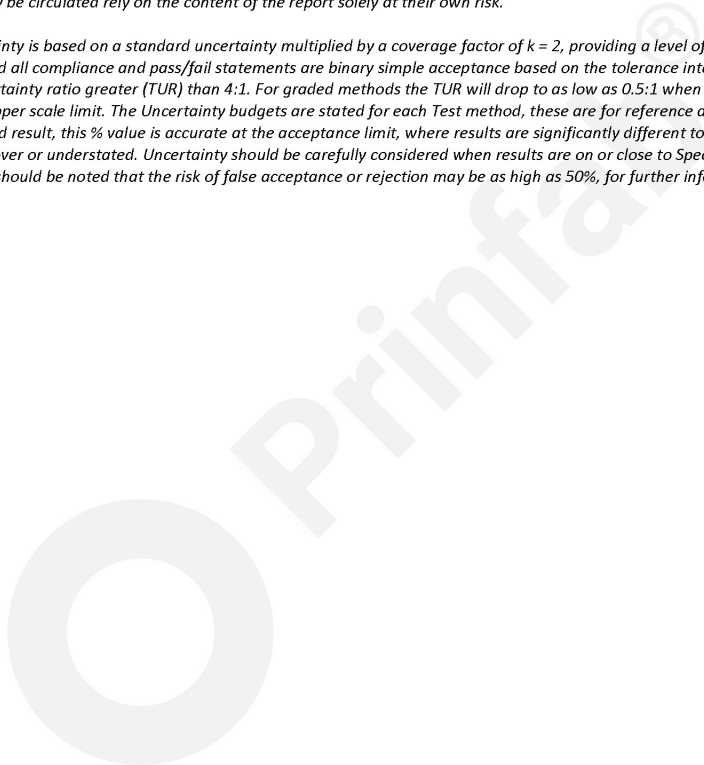 be circulated rely on the content of the report solely at their own risk.
inty is based on a standard uncertainty multiplied by a coverage factor of k = 2, providing a level of
d all compliance and pass/fail statements are binary simple acceptance based on the tolerance inte
tainty ratio greater (TUR) than 4:1. For graded methods the TUR will drop to as low as 0.5:1 when
per scale limit. The Uncertainty budgets are stated for each Test method, these are for reference a
d result, this % value is accurate at the acceptance limit, where results are significantly different to
ver or understated. Uncertainty should be carefully considered when results are on or close to Spec
should be noted that the risk of false acceptance or rejection may be as high as 50%, for further info
Prinfab®